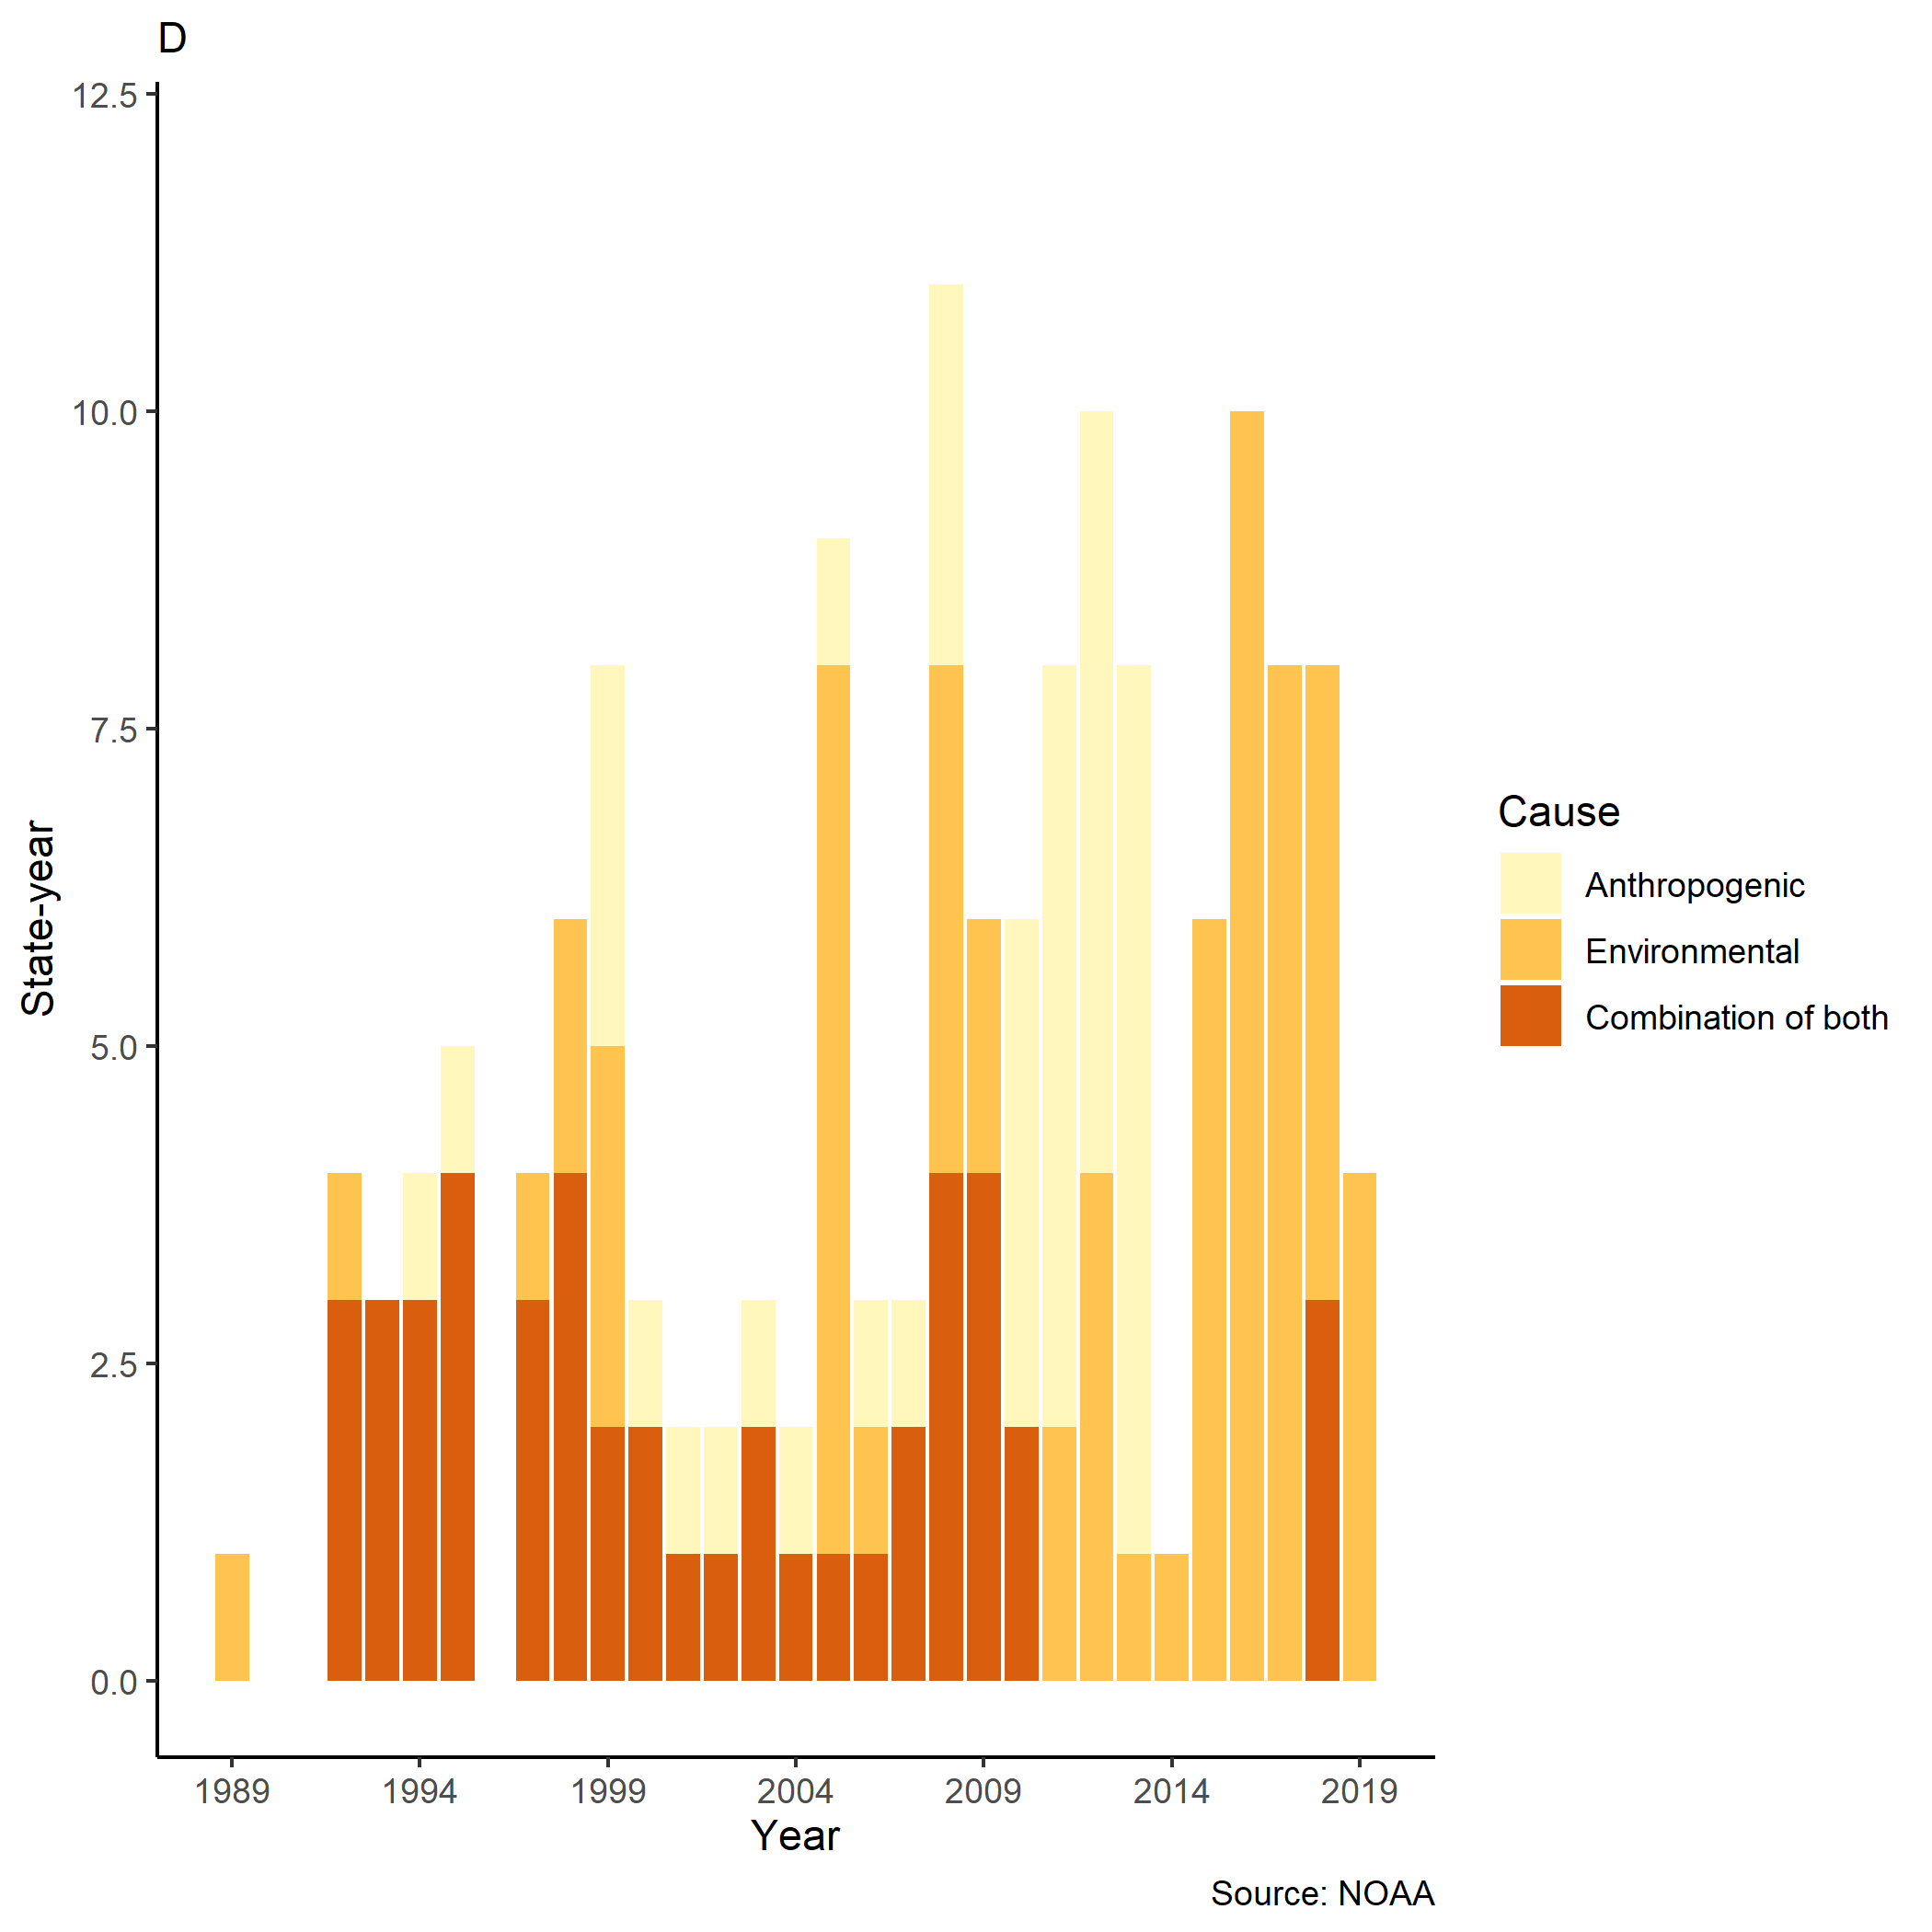 D
12.5
10.0
7.5
5.0
2.5
0.0
State-year
1989 1994 1999 2004 2009 2014 2019
Year
Cause
Anthropogenic
Environmental
Combination of both
Source: NOAA